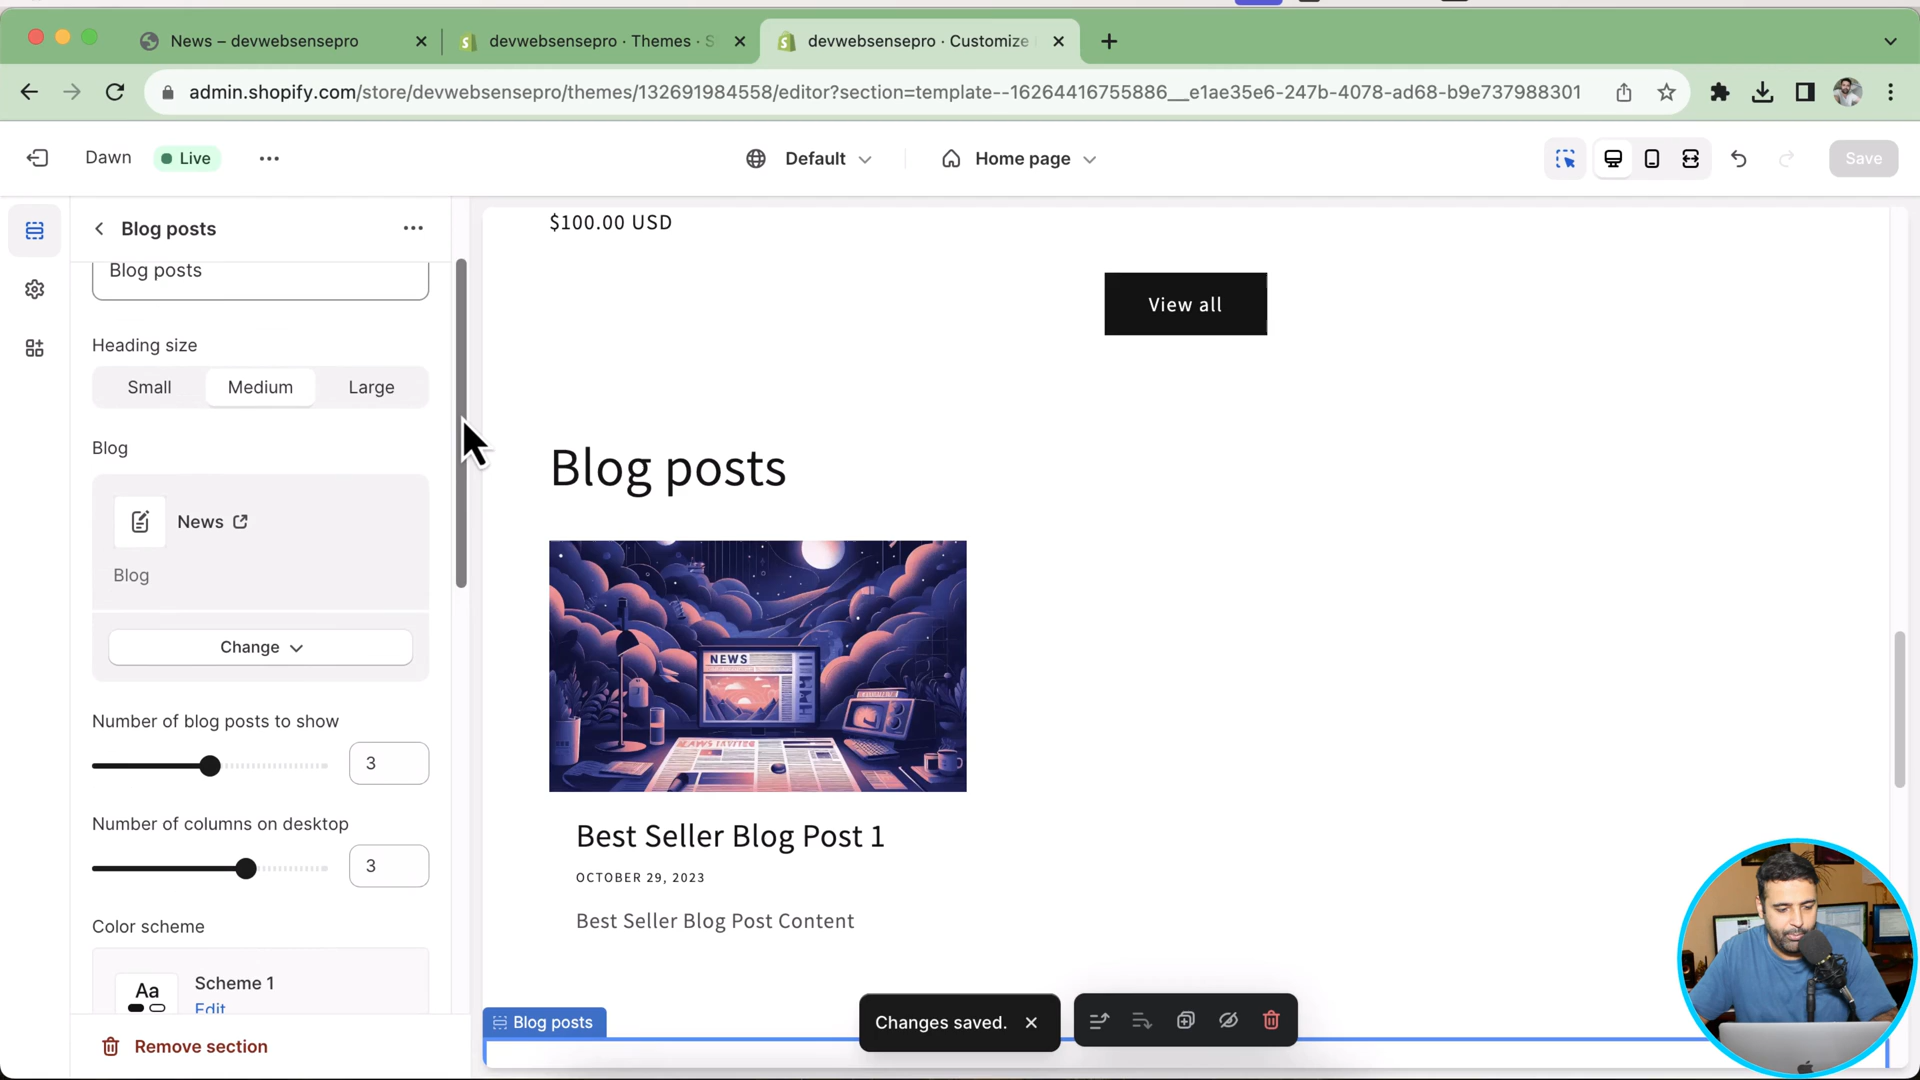 News – devwebsensepro
devwebsensepro · Themes · S
devwebsensepro · Customize
admin.shopify.com/store/devwebsensepro/themes/132691984558/editor?section=template--16264416755886__e1ae35e6-247b-4078-ad68-b9e737988301
Dawn
Live
Default
Home page
Save
Blog posts
Blog posts
Heading size
Small
Medium
Large
Blog
News
Blog
Change
Number of blog posts to show
3
Number of columns on desktop
3
Color scheme
Aa
Scheme 1
Edit
Remove section
$100.00 USD
View all
Blog posts
NEWS
Best Seller Blog Post 1
OCTOBER 29, 2023
Best Seller Blog Post Content
Blog posts
Changes saved.